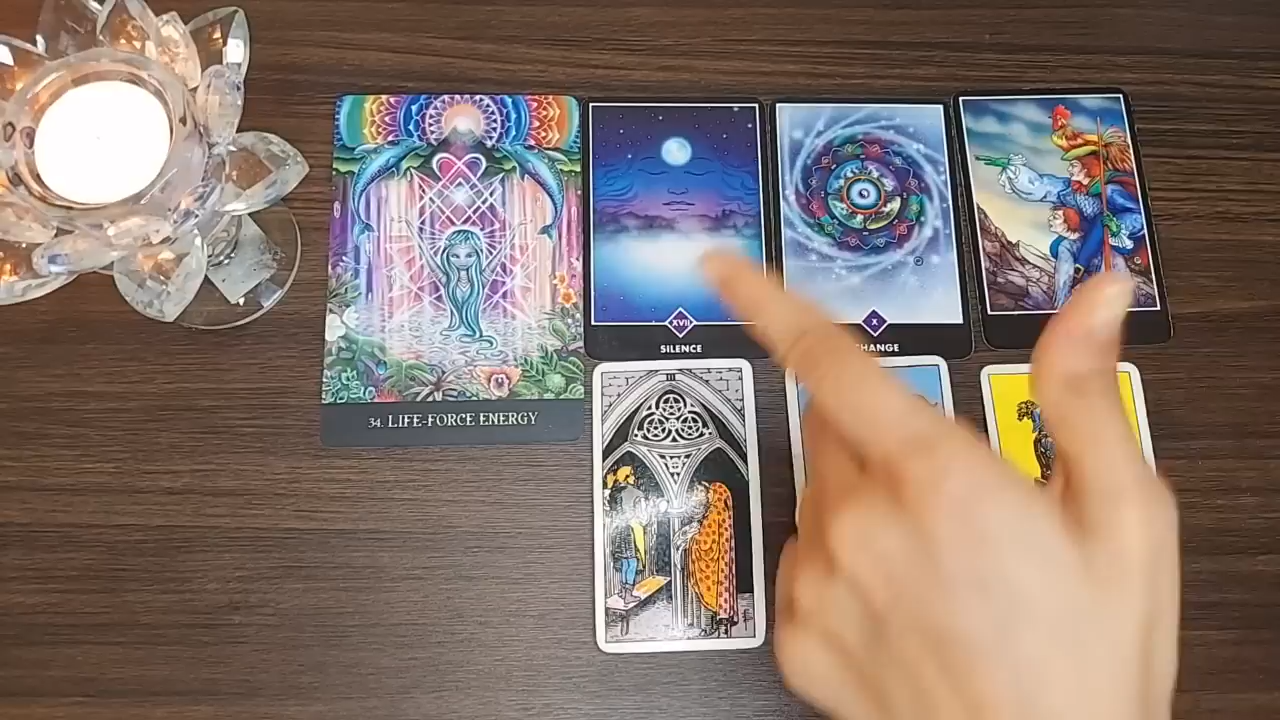 34. LIFE-FORCE ENERGY
XVII
SILENCE
X
CHANGE
III